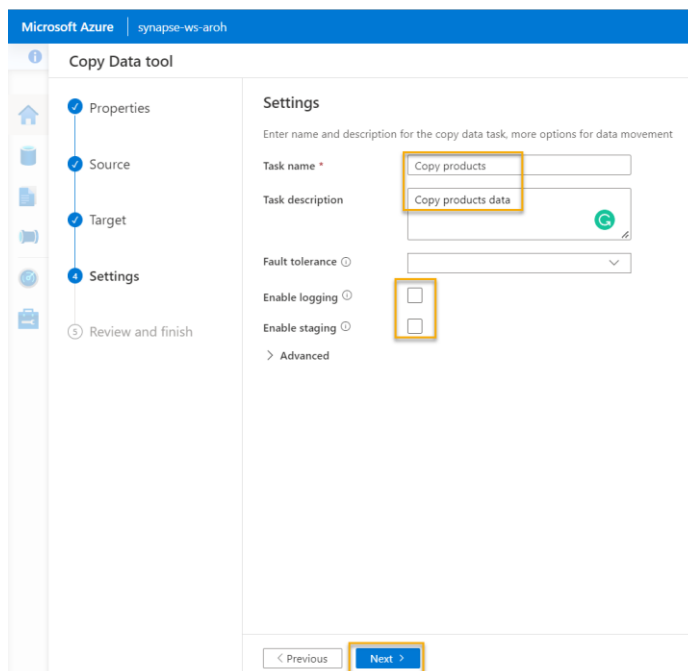 Microsoft Azure synapse-ws-aroh
Copy Data tool
Properties
Source
Target
4 Settings
5 Review and finish
Settings
Enter name and description for the copy data task, more options for data movement
Task name * Copy products
Task description Copy products data
Fault tolerance
Enable logging
Enable staging
> Advanced
< Previous Next >